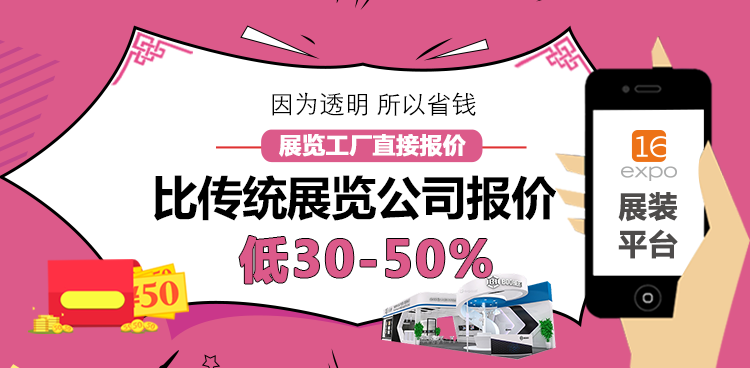 因为透明 所以省钱
展览工厂直接报价
比传统展览公司报价
低30-50%
16
expo
展装
平台
¥50